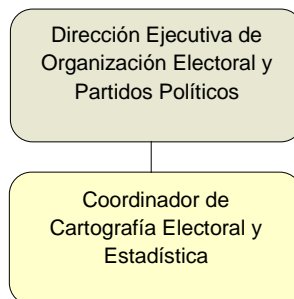 Dirección Ejecutiva de
Organización Electoral y
Partidos Políticos
Coordinador de
Cartografía Electoral y
Estadística